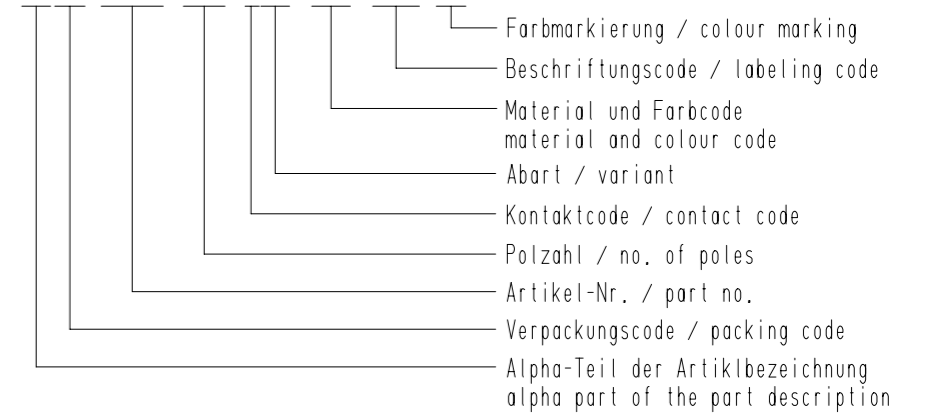 Farbmarkierung / colour marking
Beschriftungscode / labeling code
Material und Farbcode
material and colour code
Abart / variant
Kontaktcode / contact code
Polzahl / no. of poles
Artikel-Nr. / part no.
Verpackungscode / packing code
Alpha-Teil der Artiklbezeichnung
alpha part of the part description